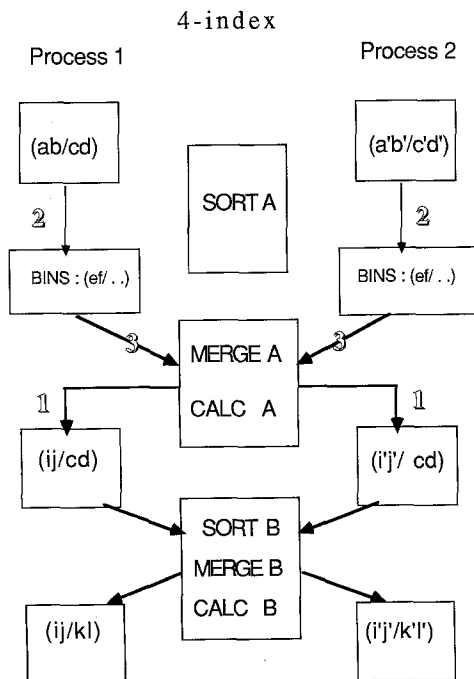 4-index
Process 1
Process 2
(ab/cd)
(a'b'/c'd')
SORT A
2
2
BINS : (ef/ . .)
BINS : (ef/ . .)
3
3
MERGE A
CALC A
1
1
(ij/cd)
(i'j'/ cd)
SORT B
MERGE B
CALC B
(ij/kl)
(i'j'/k'l')